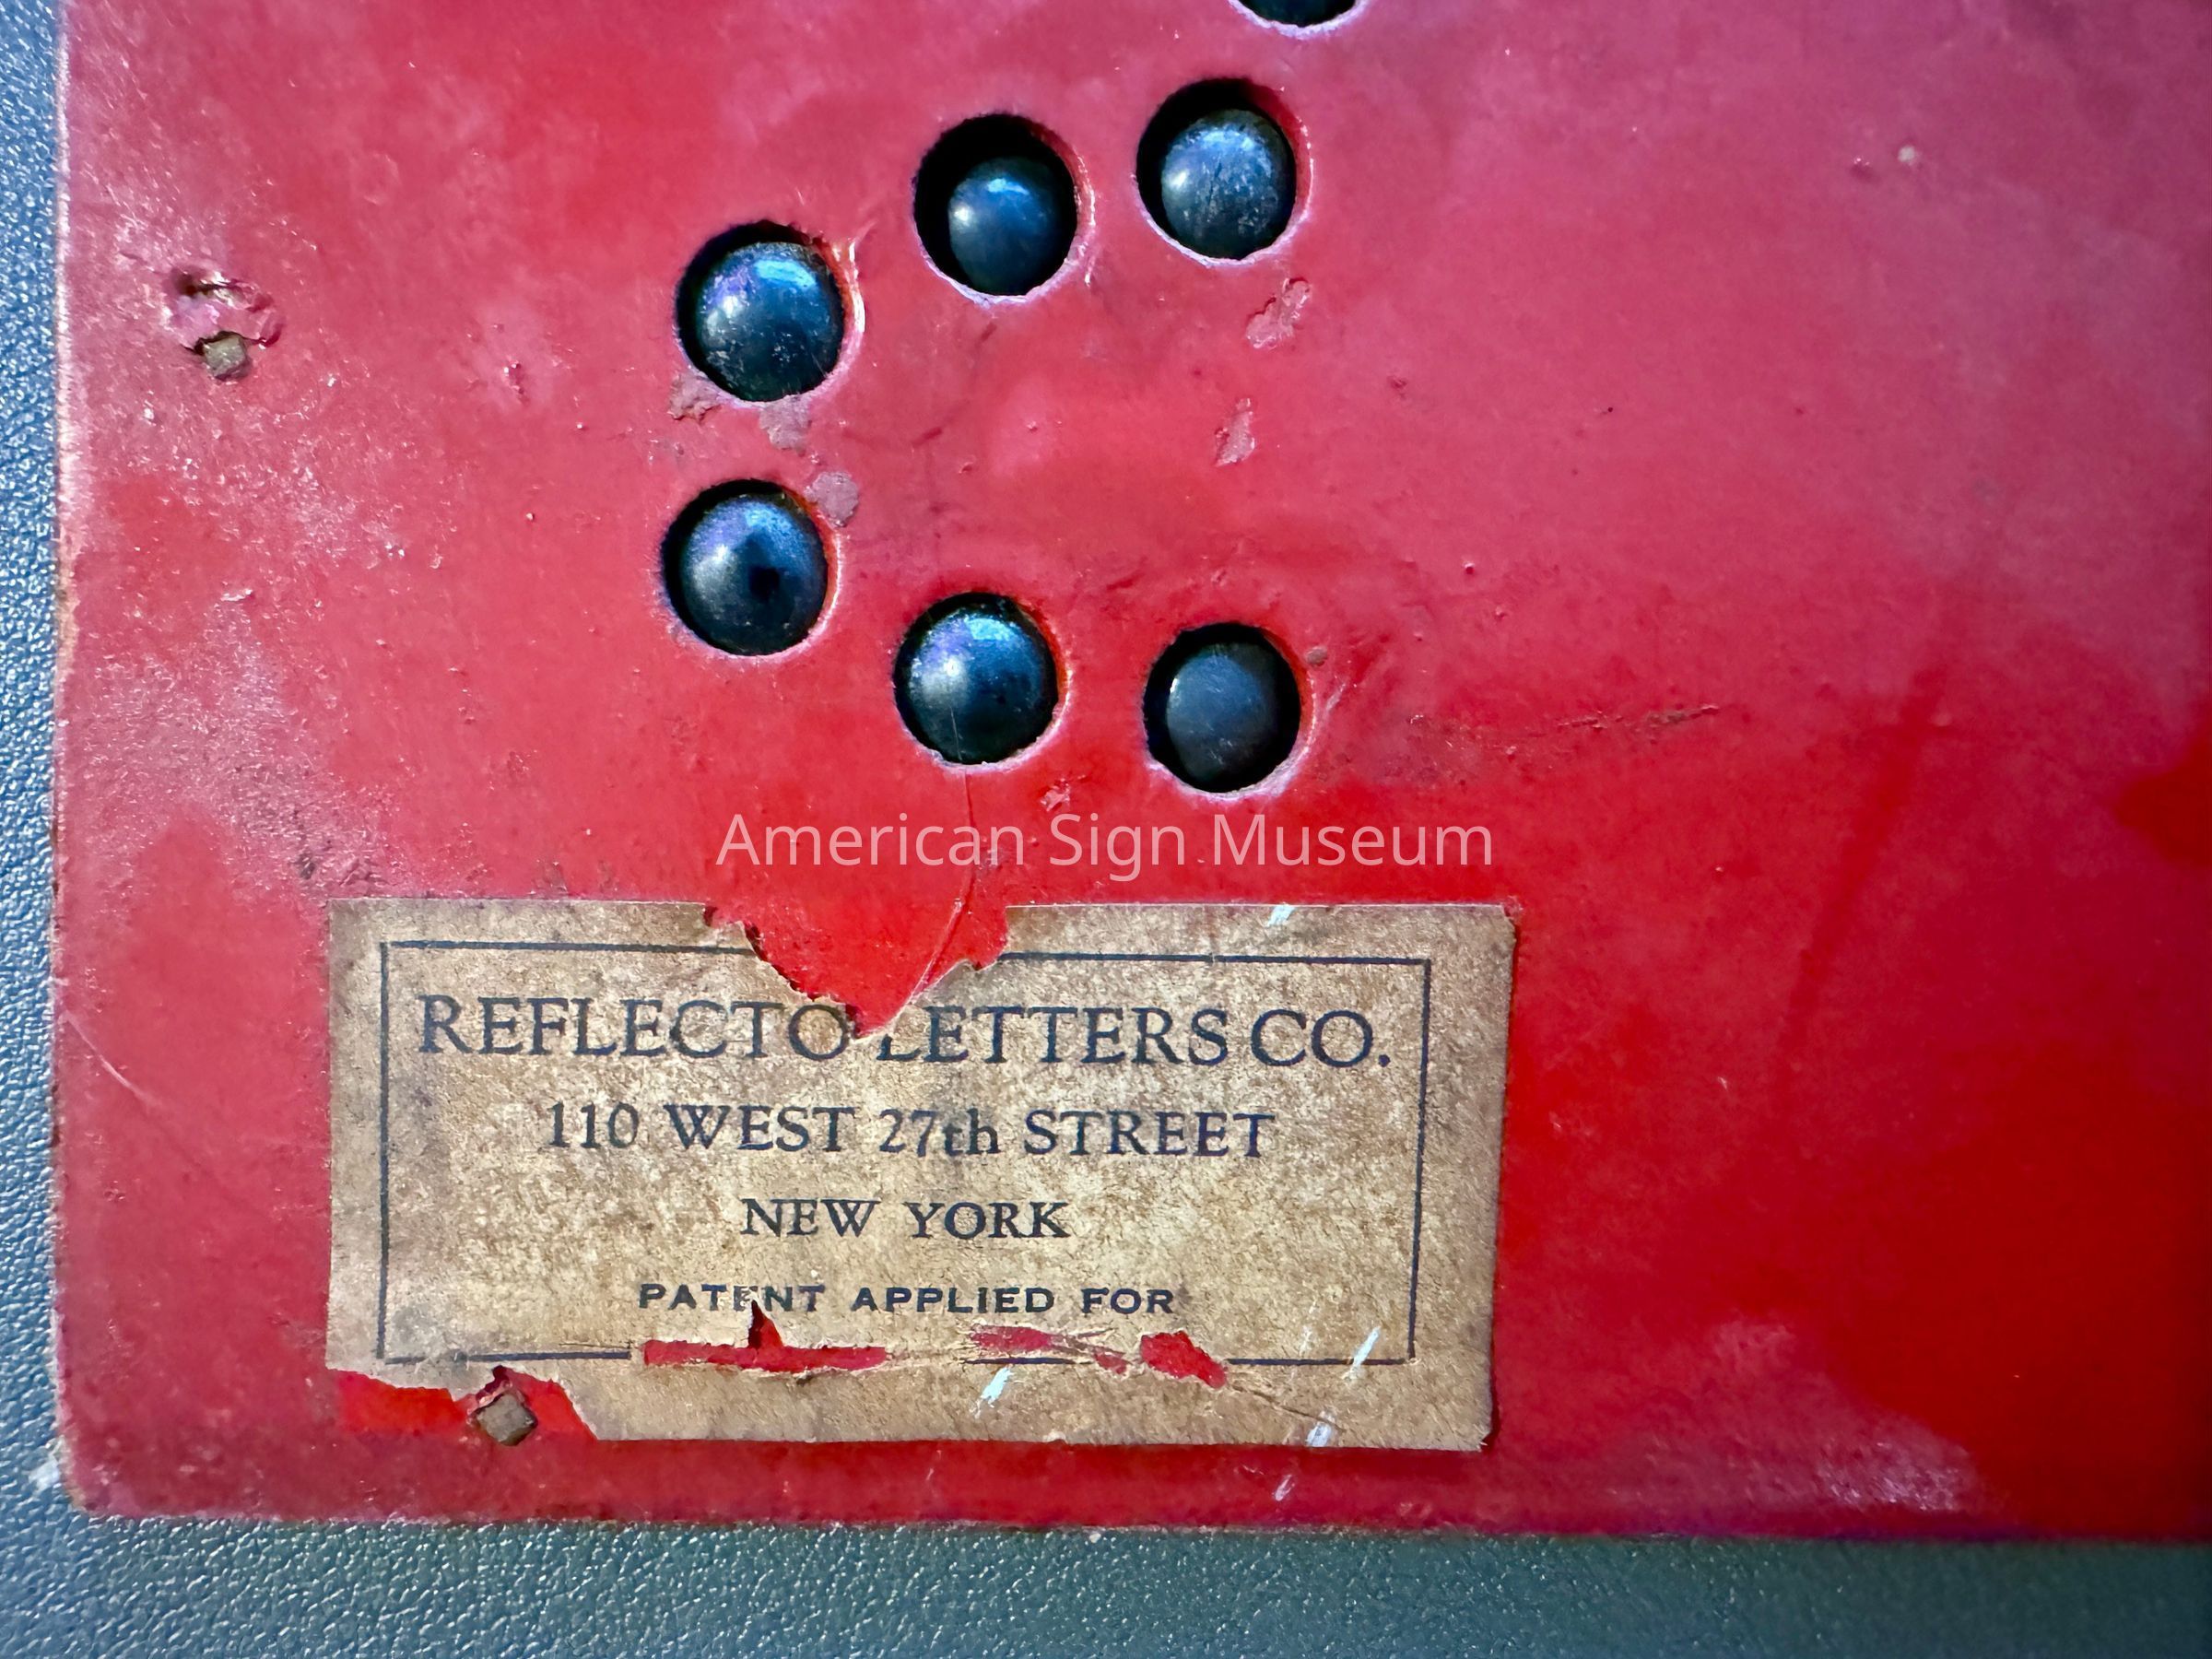 American Sign Museum
REFLECTO LETTERS CO.
110 WEST 27th STREET
NEW YORK
PATENT APPLIED FOR